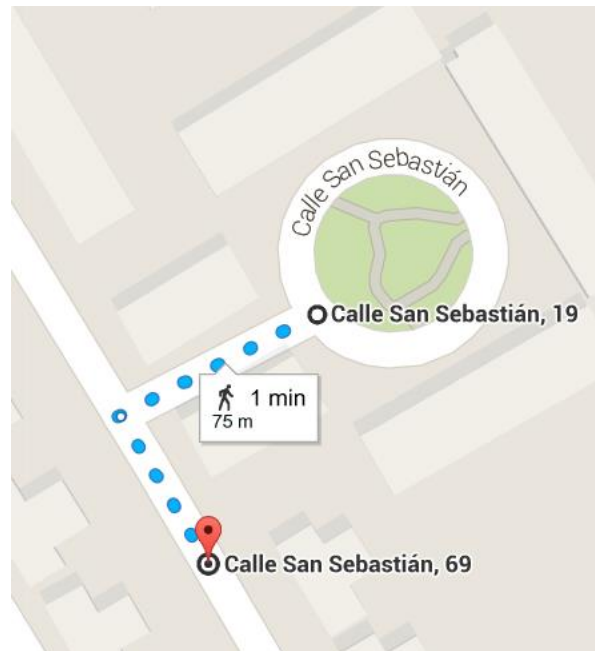 Calle San Sebastián
Calle San Sebastián, 19
1 min
75 m
Calle San Sebastián, 69